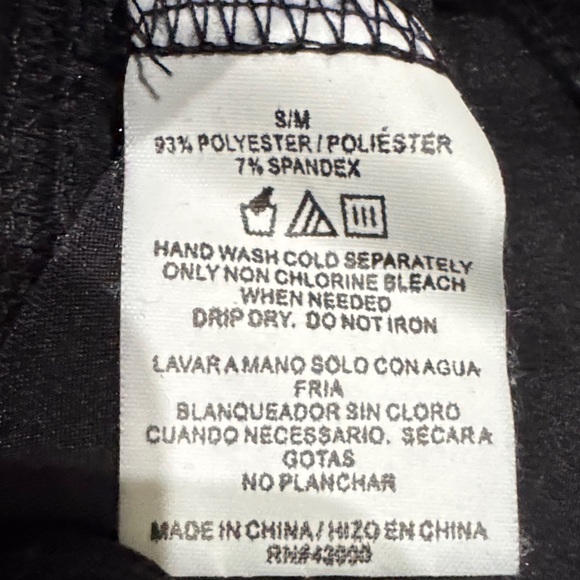 S/M
93% POLYESTER / POLIÉSTER
7% SPANDEX
HAND WASH COLD SEPARATELY
ONLY NON CHLORINE BLEACH
WHEN NEEDED
DRIP DRY. DO NOT IRON
LAVAR A MANO SOLO CON AGUA
FRIA
BLANQUEADOR SIN CLORO
CUANDO NECESSARIO. SECAR A
GOTAS
NO PLANCHAR
MADE IN CHINA / HIZO EN CHINA